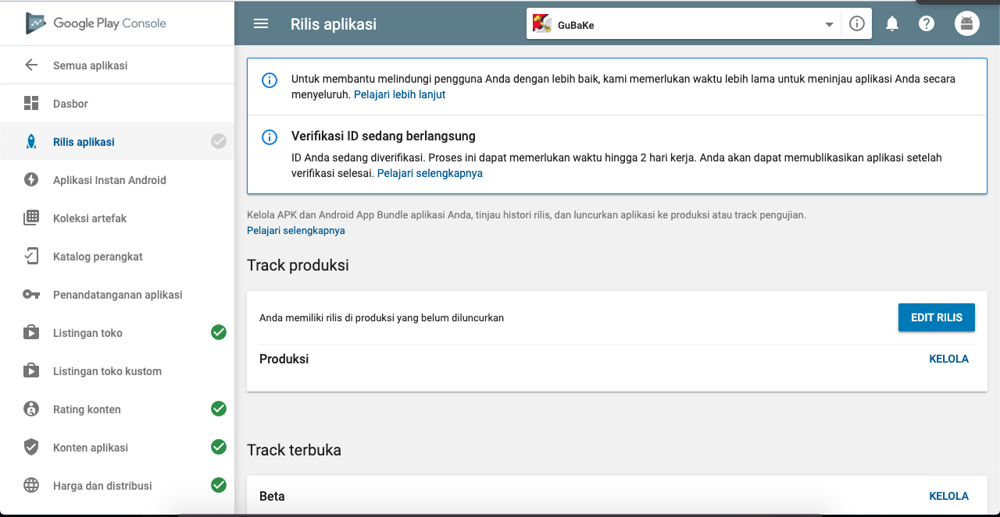 Google Play Console
Semua aplikasi
Dasbor
Rilis aplikasi
Aplikasi Instan Android
Koleksi artefak
Katalog perangkat
Penandatanganan aplikasi
Listingan toko
Listingan toko kustom
Rating konten
Konten aplikasi
Harga dan distribusi
Rilis aplikasi
GuBaKe
Untuk membantu melindungi pengguna Anda dengan lebih baik, kami memerlukan waktu lebih lama untuk meninjau aplikasi Anda secara
menyeluruh. Pelajari lebih lanjut
Verifikasi ID sedang berlangsung
ID Anda sedang diverifikasi. Proses ini dapat memerlukan waktu hingga 2 hari kerja. Anda akan dapat memublikasikan aplikasi setelah
verifikasi selesai. Pelajari selengkapnya
Kelola APK dan Android App Bundle aplikasi Anda, tinjau histori rilis, dan luncurkan aplikasi ke produksi atau track pengujian.
Pelajari selengkapnya
Track produksi
Anda memiliki rilis di produksi yang belum diluncurkan
EDIT RILIS
Produksi
KELOLA
Track terbuka
Beta
KELOLA